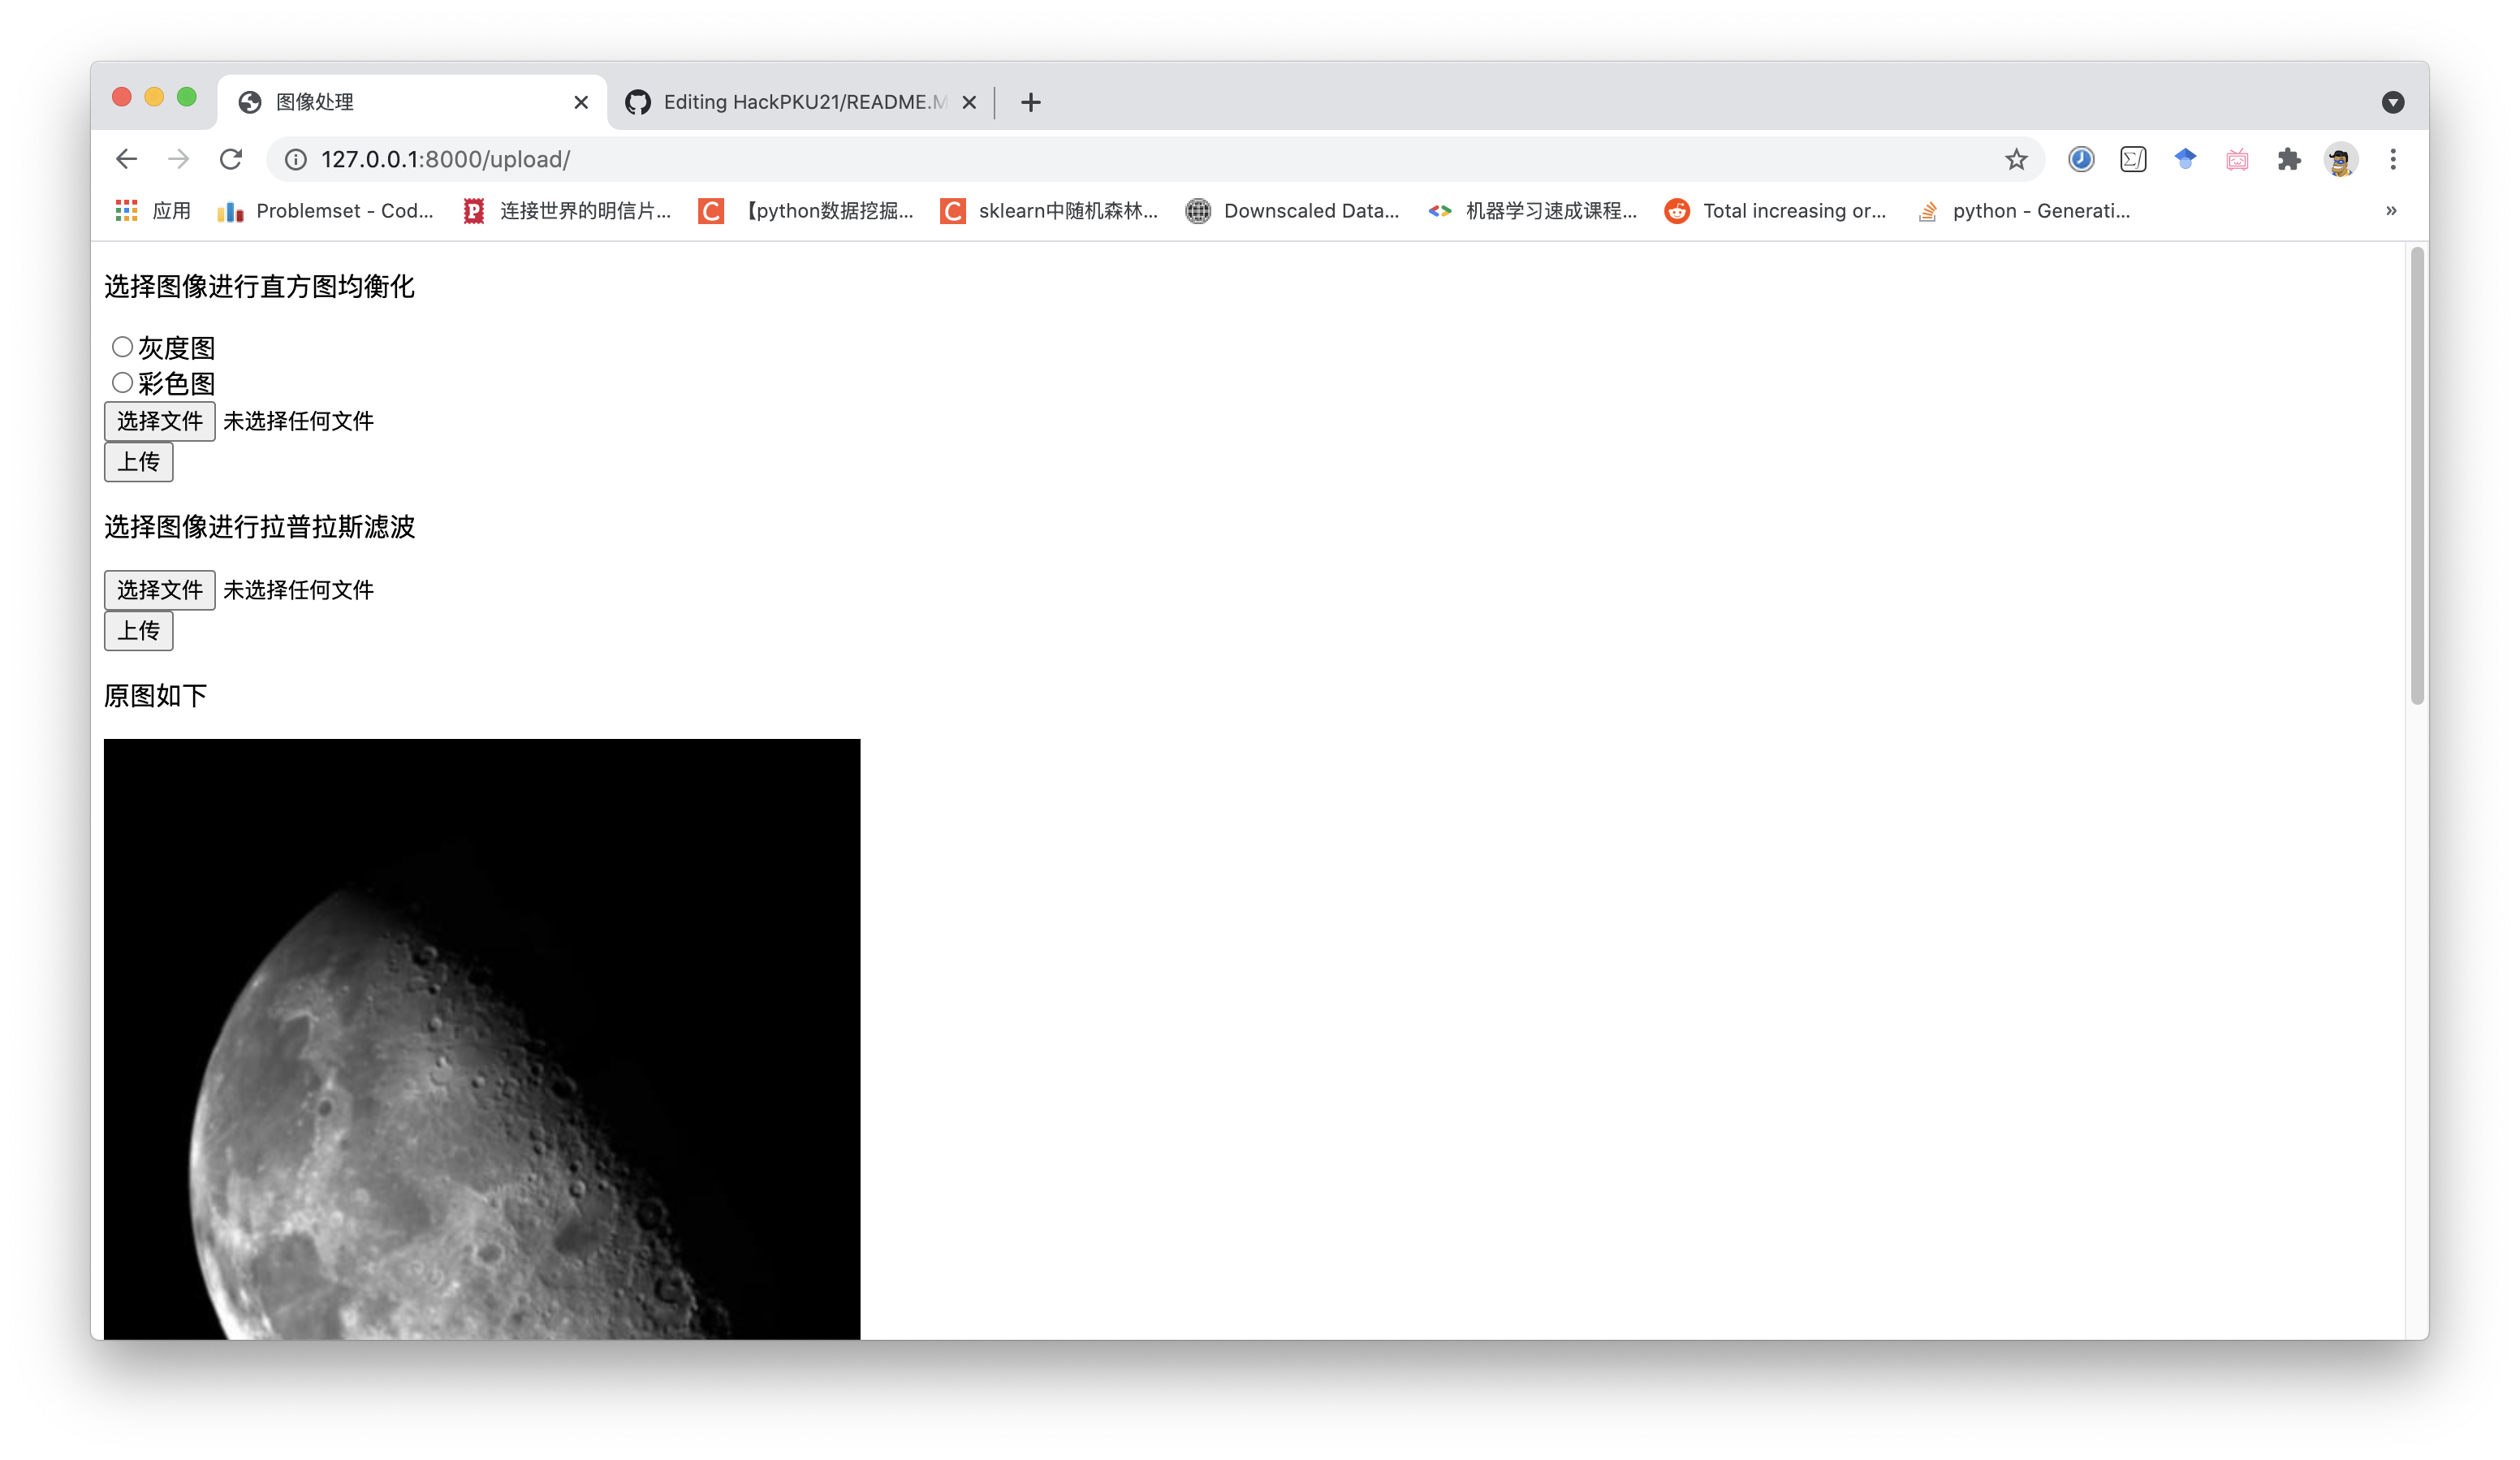 图像处理
Editing HackPKU21/README.M
127.0.0.1:8000/upload/
应用 Problemset - Cod... 连接世界的明信片... 【python数据挖掘... sklearn中随机森林... Downscaled Data... 机器学习速成课程... Total increasing or... python - Generati... »
选择图像进行直方图均衡化
灰度图
彩色图
选择文件 未选择任何文件
上传
选择图像进行拉普拉斯滤波
选择文件 未选择任何文件
上传
原图如下